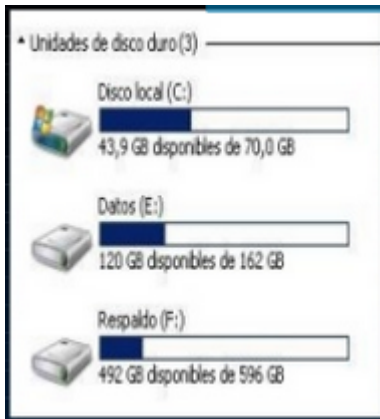 Unidades de disco duro (3)
Disco local (C:)
43,9 GB disponibles de 70,0 GB
Datos (E:)
120 GB disponibles de 162 GB
Respaldo (F:)
492 GB disponibles de 596 GB